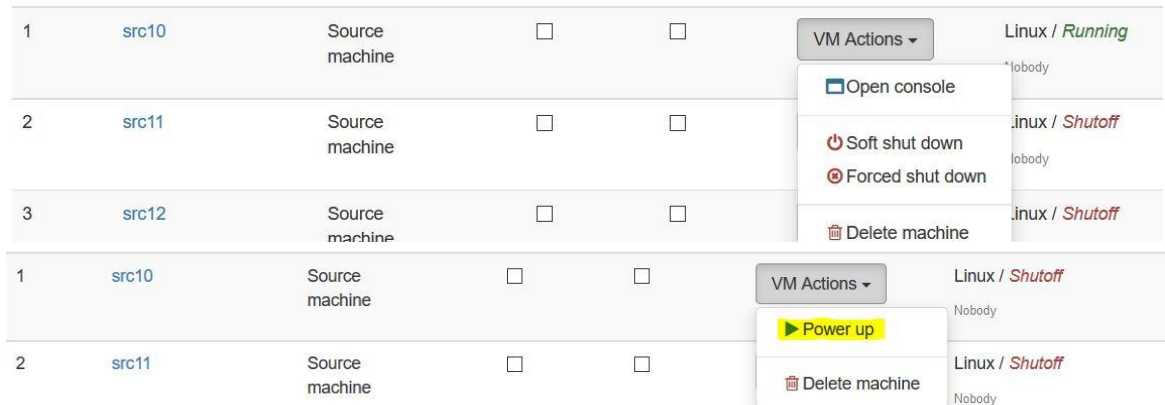 1 src10 Source machine VM Actions Linux / Running
Nobody
Open console
2 src11 Source machine Linux / Shutoff
Soft shut down
Nobody
Forced shut down
3 src12 Source machine Linux / Shutoff
Delete machine
1 src10 Source machine VM Actions Linux / Shutoff
Nobody
Power up
2 src11 Source machine Linux / Shutoff
Delete machine
Nobody